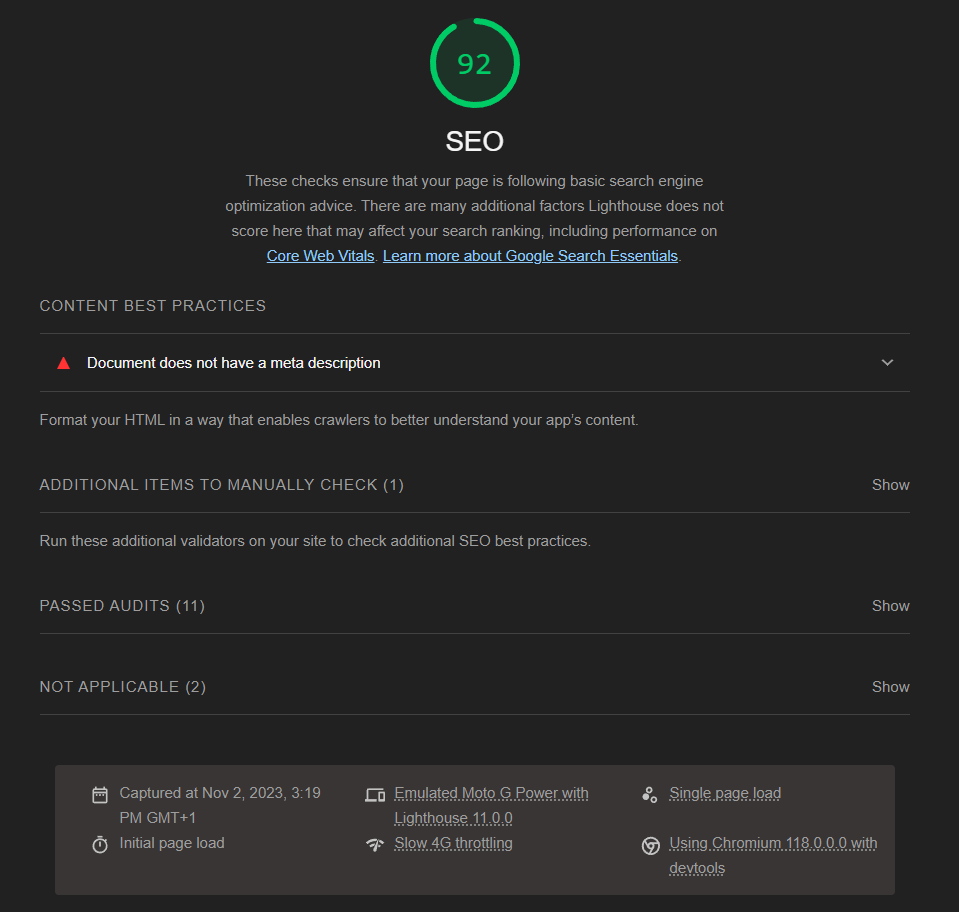 92
SEO
These checks ensure that your page is following basic search engine
optimization advice. There are many additional factors Lighthouse does not
score here that may affect your search ranking, including performance on
Core Web Vitals. Learn more about Google Search Essentials.
CONTENT BEST PRACTICES
Document does not have a meta description
Format your HTML in a way that enables crawlers to better understand your app’s content.
ADDITIONAL ITEMS TO MANUALLY CHECK (1)
Show
Run these additional validators on your site to check additional SEO best practices.
PASSED AUDITS (11)
Show
NOT APPLICABLE (2)
Show
Captured at Nov 2, 2023, 3:19
PM GMT+1
Emulated Moto G Power with
Lighthouse 11.0.0
Single page load
Initial page load
Slow 4G throttling
Using Chromium 118.0.0.0 with
devtools